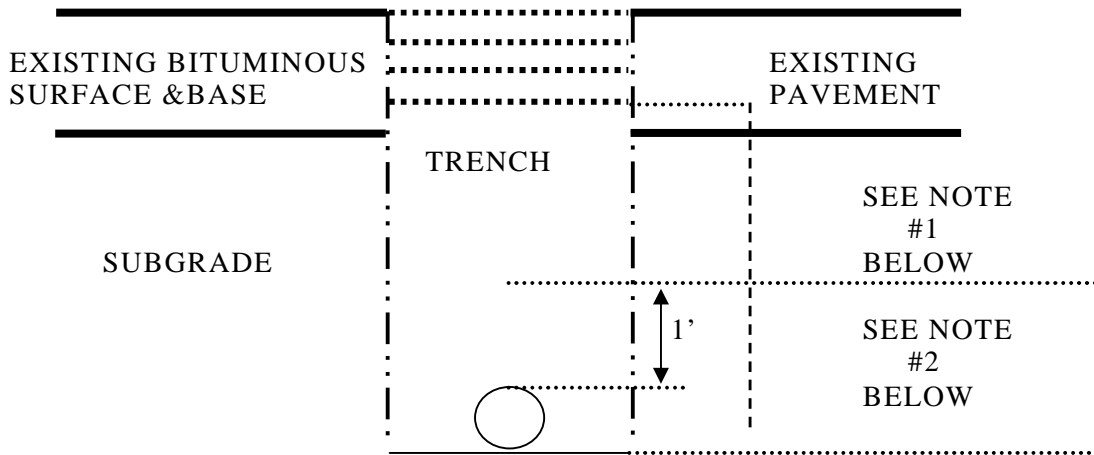 EXISTING BITUMINOUS
SURFACE &BASE
EXISTING
PAVEMENT
TRENCH
SUBGRADE
SEE NOTE
#1
BELOW
1’
SEE NOTE
#2
BELOW